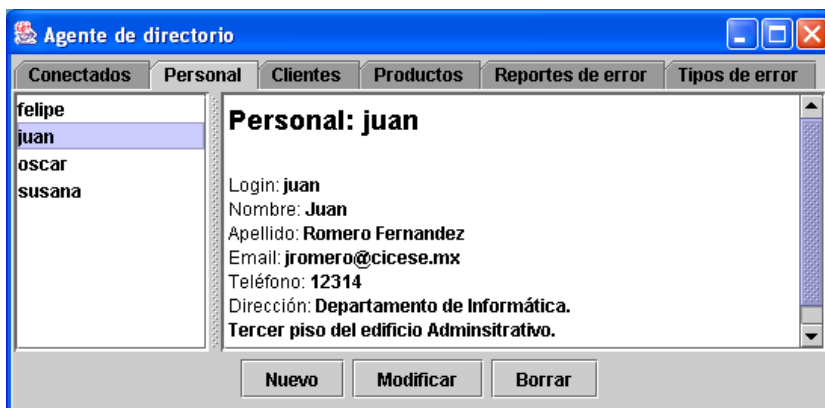 Agente de directorio
Conectados Personal Clientes Productos Reportes de error Tipos de error
felipe
juan
oscar
susana
Personal: juan
Login: juan
Nombre: Juan
Apellido: Romero Fernandez
Email: jromero@cicese.mx
Teléfono: 12314
Dirección: Departamento de Informática.
Tercer piso del edificio Adminsitrativo.
Nuevo Modificar Borrar